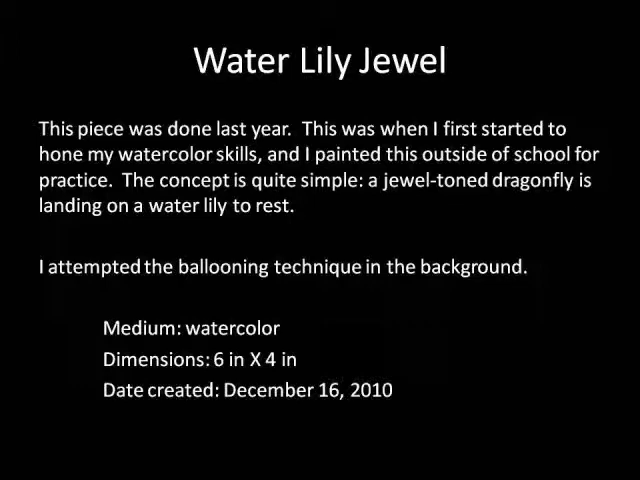 Water Lily Jewel
This piece was done last year.  This was when I first started to
hone my watercolor skills, and I painted this outside of school for
practice.  The concept is quite simple: a jewel-toned dragonfly is
landing on a water lily to rest.
I attempted the ballooning technique in the background.
Medium: watercolor
Dimensions: 6 in X 4 in
Date created: December 16, 2010